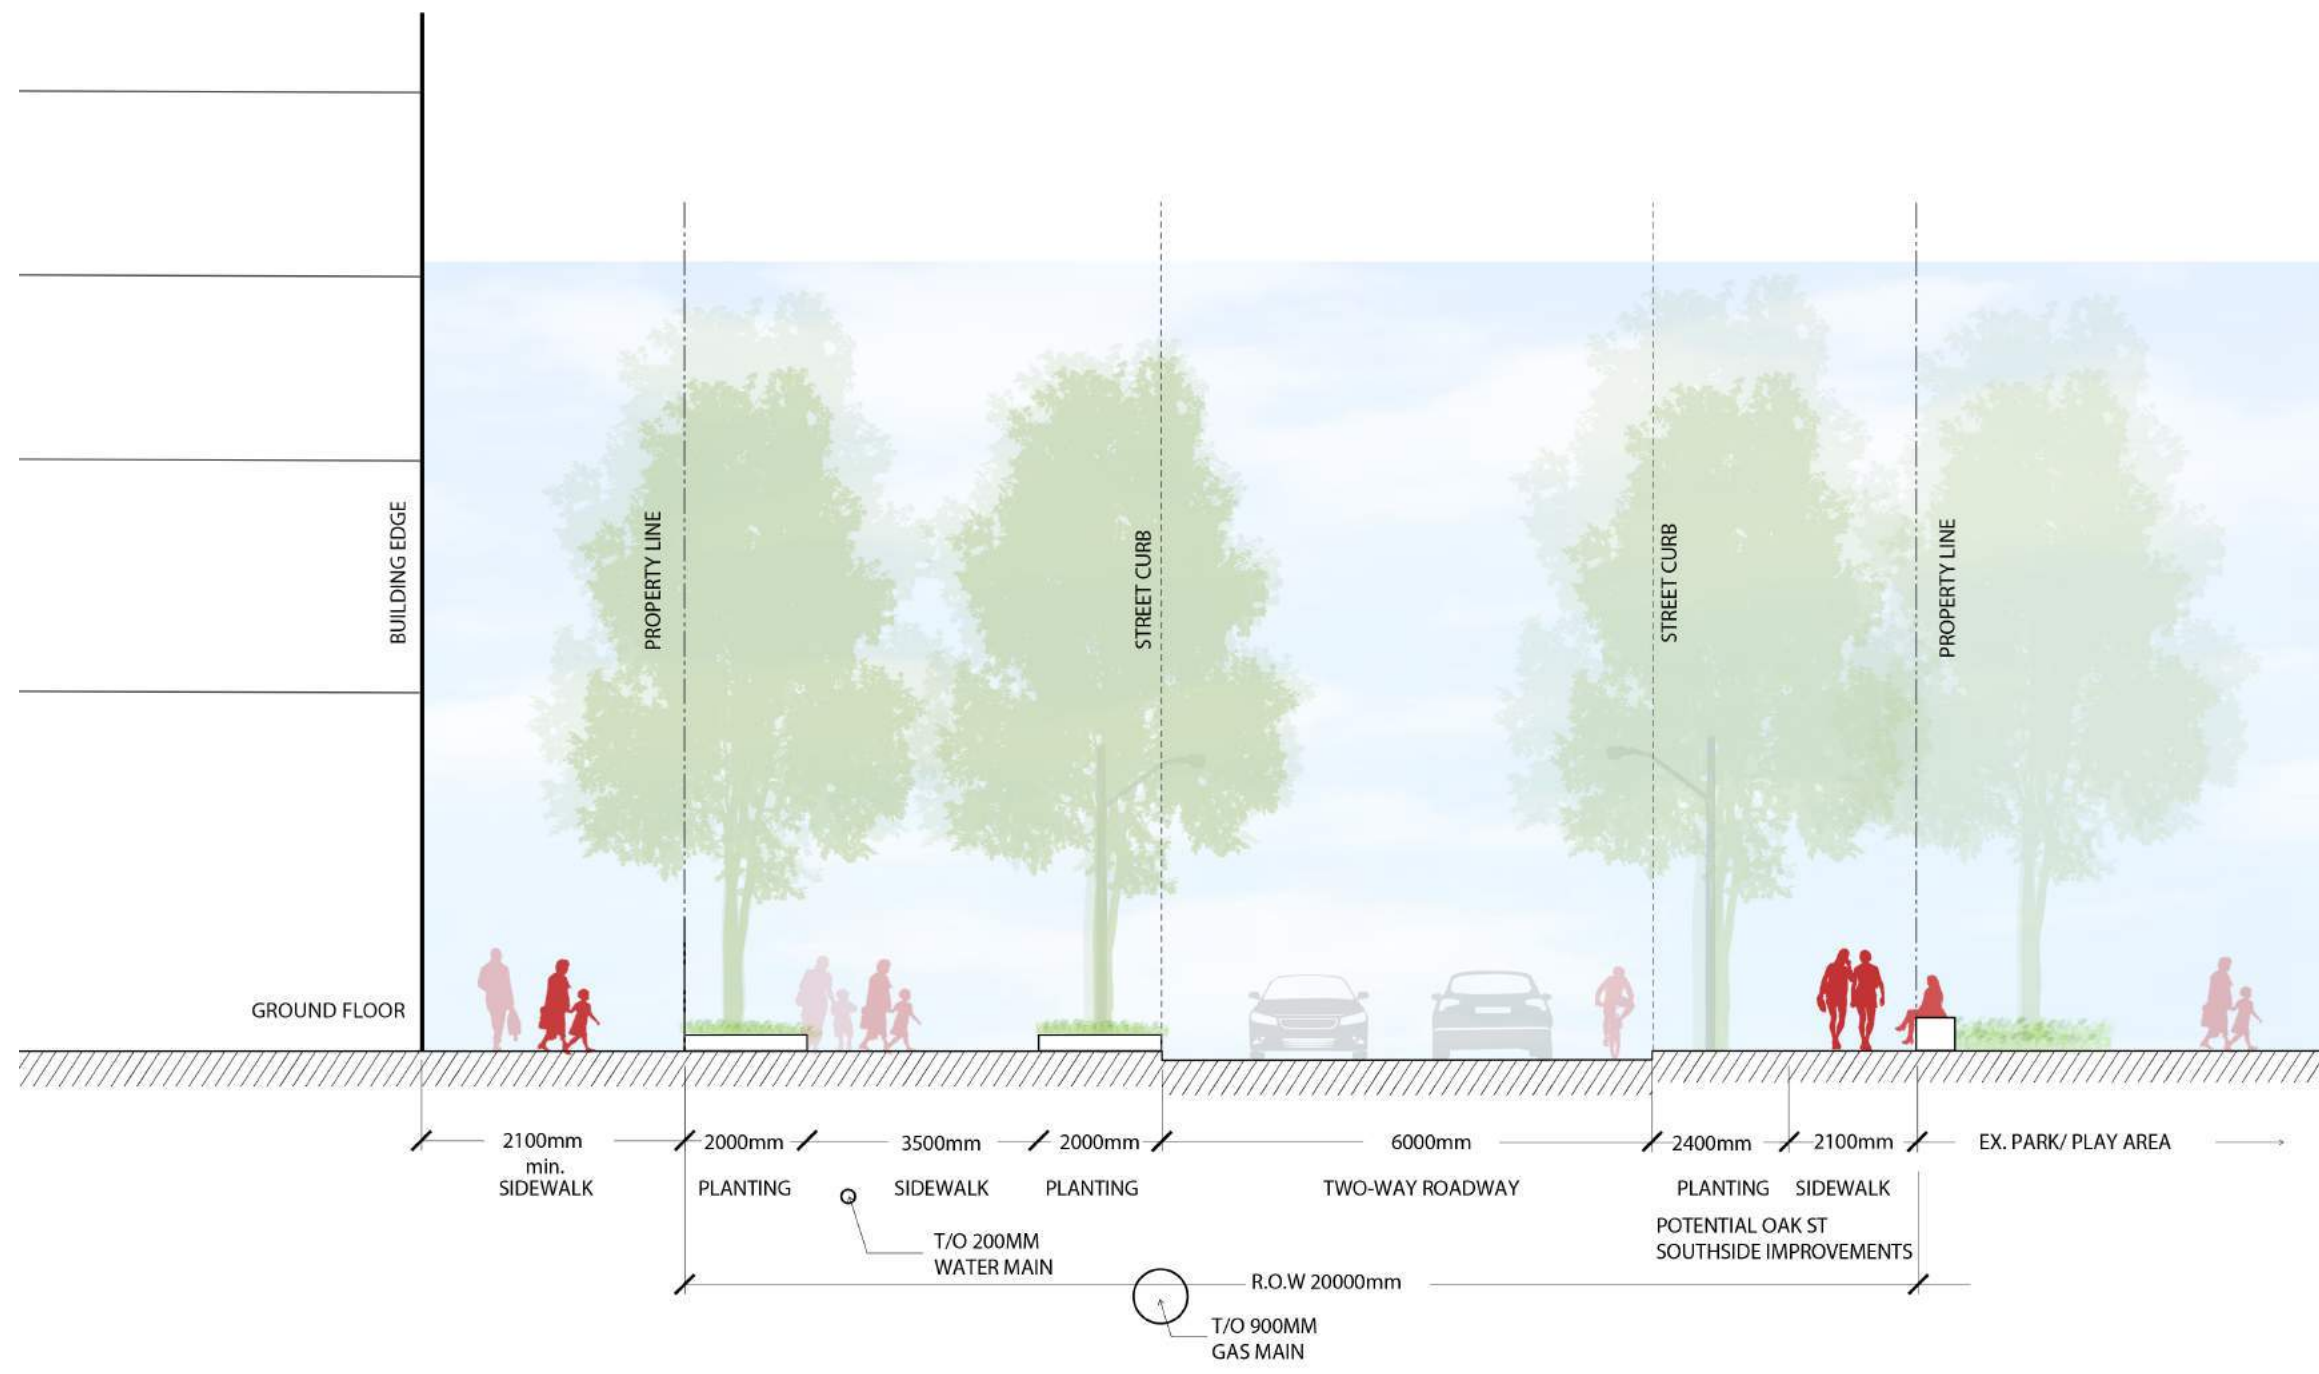 BUILDING EDGE
PROPERTY LINE
STREET CURB
STREET CURB
PROPERTY LINE
GROUND FLOOR
2100mm
min.
SIDEWALK
2000mm
PLANTING
3500mm
SIDEWALK
2000mm
PLANTING
6000mm
TWO-WAY ROADWAY
2400mm
PLANTING
2100mm
SIDEWALK
EX. PARK/ PLAY AREA
POTENTIAL OAK ST
SOUTHSIDE IMPROVEMENTS
T/O 200MM
WATER MAIN
R.O.W 20000mm
T/O 900MM
GAS MAIN